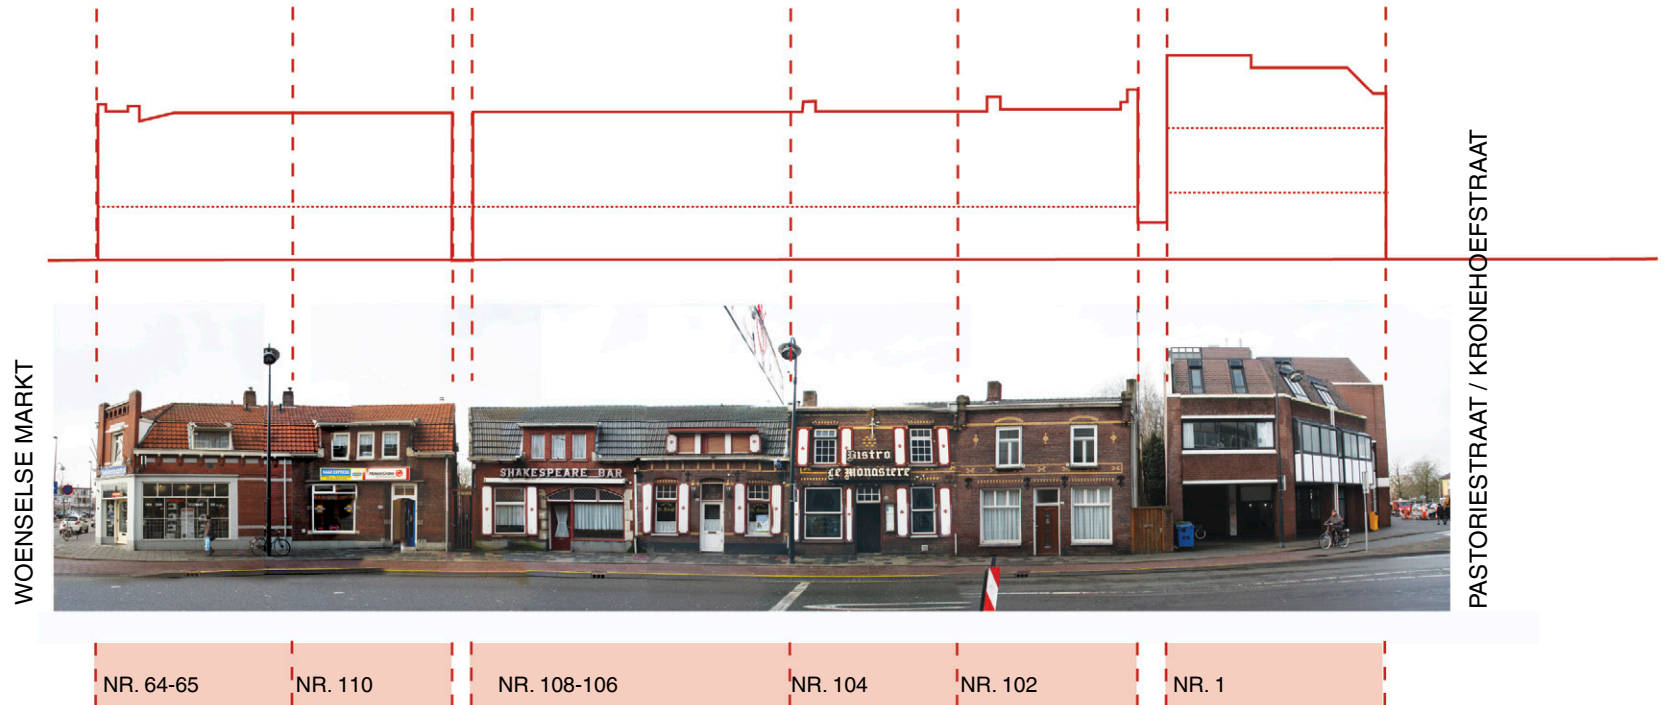 WOENSELSE MARKT
PASTORIESTRAAT / KRONEHOEFSTRAAT
SHAKESPEARE BAR
Bistro
Le Monastere
NR. 64-65
NR. 110
NR. 108-106
NR. 104
NR. 102
NR. 1